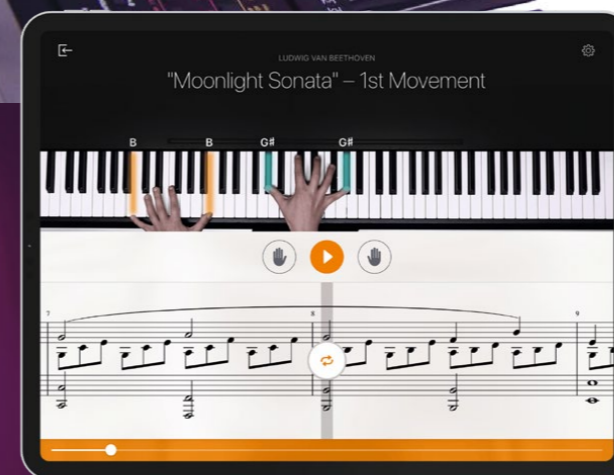 LUDWIG VAN BEETHOVEN
"Moonlight Sonata" – 1st Movement
B B G# G#
7 8 9